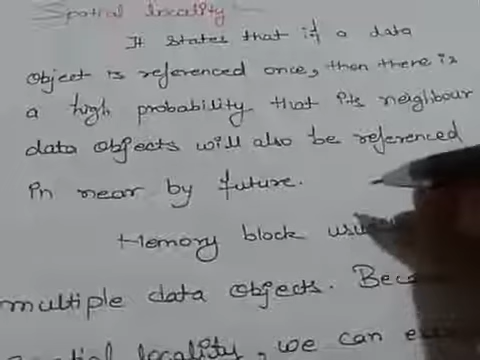 Spatial locality
It states that if a data
object is referenced once, then there is
a high probability that its neighbour
data objects will also be referenced
in near by future.
Memory block
multiple data objects.
locality, we can